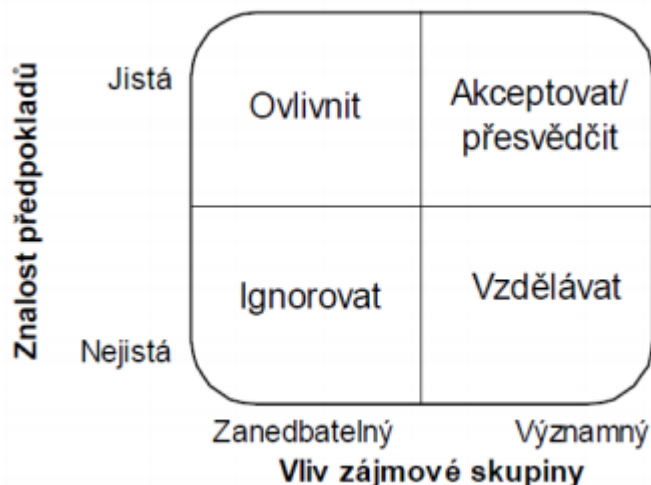 Znalost předpokladů
Jistá
Ovlivnit
Akceptovat/
přesvědčit
Nejistá
Ignorovat
Vzdělávat
Zanedbatelný
Významný
Vliv zájmové skupiny